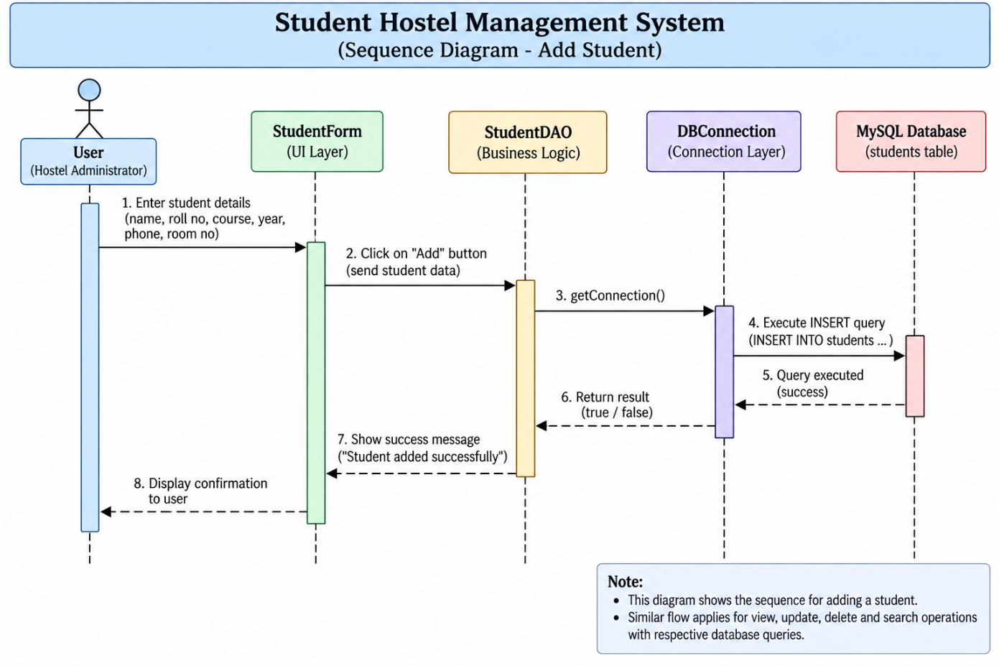 Student Hostel Management System
(Sequence Diagram - Add Student)
User
(Hostel Administrator)
StudentForm
(UI Layer)
StudentDAO
(Business Logic)
DBConnection
(Connection Layer)
MySQL Database
(students table)
1. Enter student details
(name, roll no, course, year,
phone, room no)
2. Click on "Add" button
(send student data)
3. getConnection()
4. Execute INSERT query
(INSERT INTO students ... )
5. Query executed
(success)
6. Return result
(true / false)
7. Show success message
("Student added successfully")
8. Display confirmation
to user
Note:
• This diagram shows the sequence for adding a student.
• Similar flow applies for view, update, delete and search operations
with respective database queries.